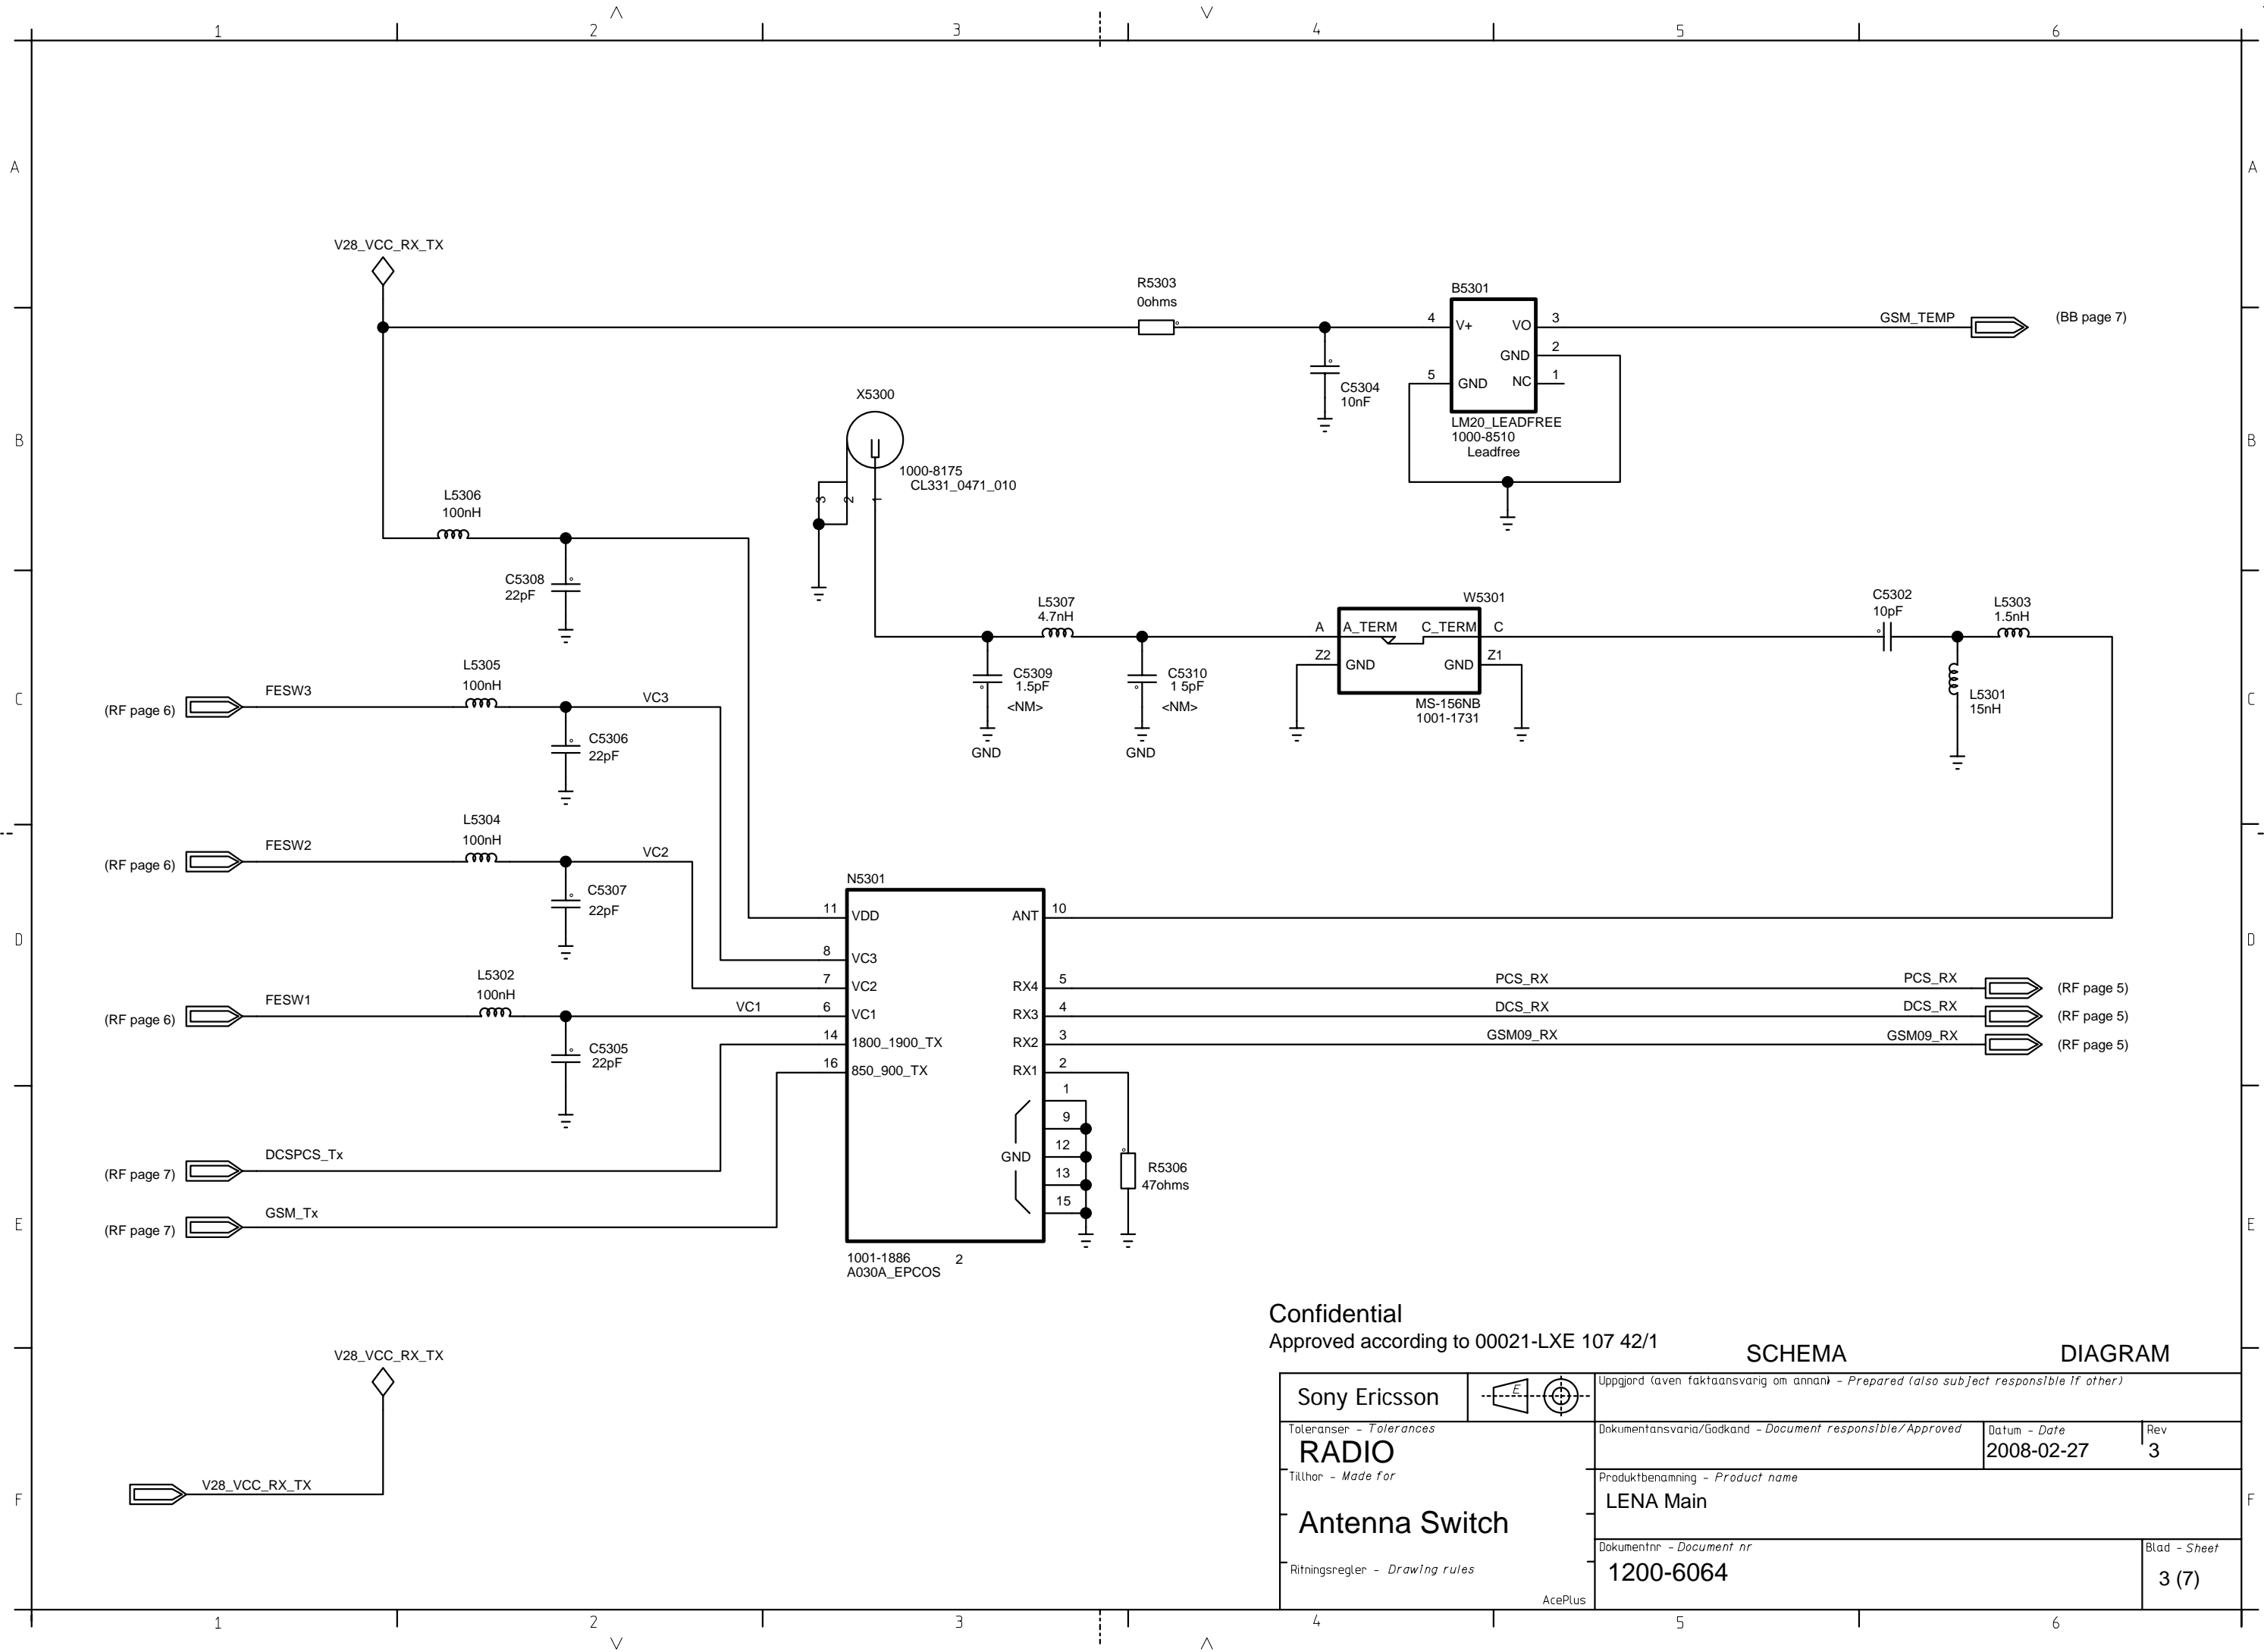 1 2 3 4 5 6
A A
V28_VCC_RX_TX
R5303
0ohms
B5301
4 V+ VO 3 GSM_TEMP (BB page 7)
GND 2
5 GND NC 1
C5304
10nF
LM20_LEADFREE
1000-8510
Leadfree
X5300
1000-8175
CL331_0471_010
3 2 1
B B
L5306
100nH
C5308
22pF
L5307
4.7nH
W5301
A A_TERM C_TERM C
Z2 GND GND Z1
MS-156NB
1001-1731
C5302
10pF
L5303
1.5nH
L5301
15nH
C5309
1.5pF
<NM>
GND
C5310
1 5pF
<NM>
GND
C C
L5305
100nH
(RF page 6) FESW3 VC3
C5306
22pF
L5304
100nH
(RF page 6) FESW2 VC2
C5307
22pF
N5301
11 VDD ANT 10
D D
8 VC3
7 VC2 RX4 5 PCS_RX PCS_RX (RF page 5)
L5302
100nH
(RF page 6) FESW1 VC1 6 VC1 RX3 4 DCS_RX DCS_RX (RF page 5)
14 1800_1900_TX RX2 3 GSM09_RX GSM09_RX (RF page 5)
C5305
22pF
16 850_900_TX RX1 2
1
9
12
GND
13
15
R5306
47ohms
(RF page 7) DCSPCS_Tx
(RF page 7) GSM_Tx
E E
1001-1886 2
A030A_EPCOS
V28_VCC_RX_TX
V28_VCC_RX_TX
F F
Confidential
Approved according to 00021-LXE 107 42/1
SCHEMA DIAGRAM
Sony Ericsson E
Uppgjord (aven faktaansvarig om annan) - Prepared (also subject responsible if other)
Toleranser - Tolerances
RADIO
Dokumentansvaria/Godkand - Document responsible/Approved
Datum - Date
2008-02-27
Rev
3
Tillhor - Made for
Antenna Switch
Produktbenamning - Product name
LENA Main
Ritningsregler - Drawing rules
AcePlus
Dokumentnr - Document nr
1200-6064
Blad - Sheet
3 (7)
1 2 3 4 5 6